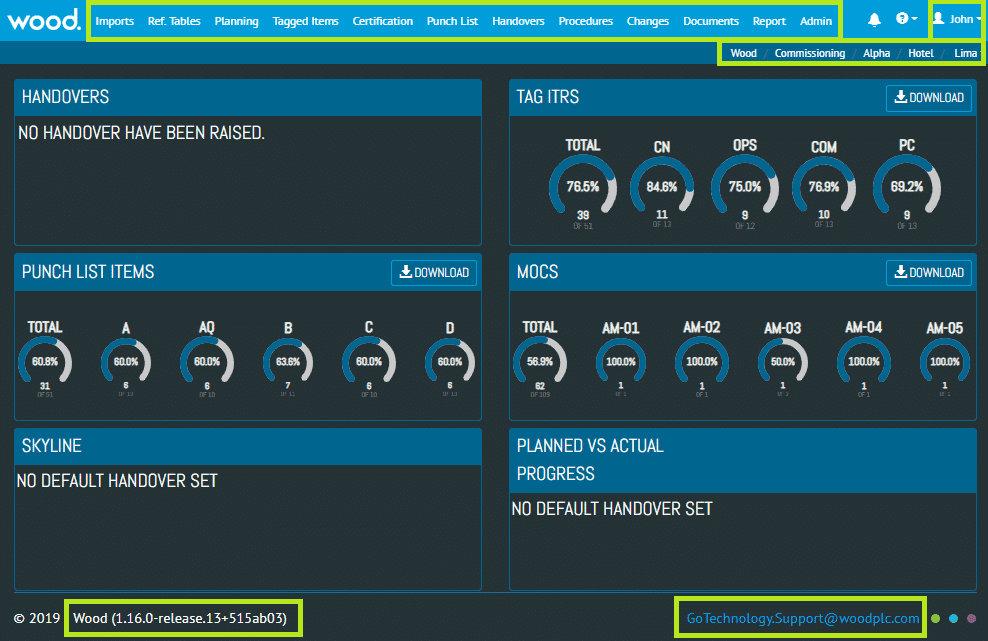 wood. Imports Ref. Tables Planning Tagged Items Certification Punch List Handovers Procedures Changes Documents Report Admin ? John
Wood / Commissioning / Alpha / Hotel / Lima
HANDOVERS
NO HANDOVER HAVE BEEN RAISED.
TAG ITRS DOWNLOAD
TOTAL CN OPS COM PC
76.5% 84.6% 75.0% 76.9% 69.2%
39 11 9 10 9
OF 51 OF 13 OF 12 OF 13 OF 13
PUNCH LIST ITEMS DOWNLOAD
TOTAL A AQ B C D
60.8% 60.0% 60.0% 63.6% 60.0% 60.0%
31 6 6 7 6 6
OF 51 OF 10 OF 11 OF 10
MOCS DOWNLOAD
TOTAL AM-01 AM-02 AM-03 AM-04 AM-05
56.9% 100.0% 100.0% 50.0% 100.0% 100.0%
62 1 1 1 1 1
OF 109 OF 1 OF 1 OF 2 OF 1 OF 1
SKYLINE
NO DEFAULT HANDOVER SET
PLANNED VS ACTUAL
PROGRESS
NO DEFAULT HANDOVER SET
© 2019 Wood (1.16.0-release.13+515ab03) GoTechnology.Support@woodplc.com